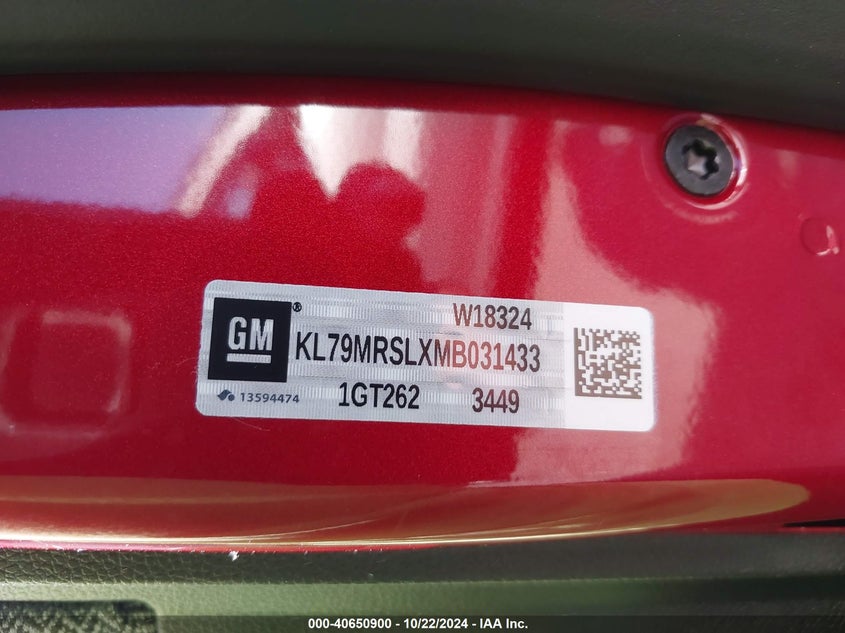 W18324
GM ®
KL79MRSLXMB031433
13594474
1GT262 3449
000-40650900 - 10/22/2024 - IAA Inc.